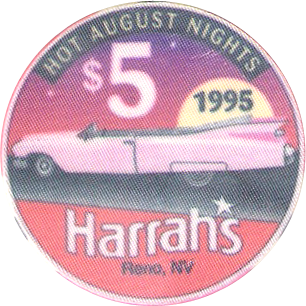 HOT AUGUST NIGHTS
$5
1995
Harrah's
Reno, NV